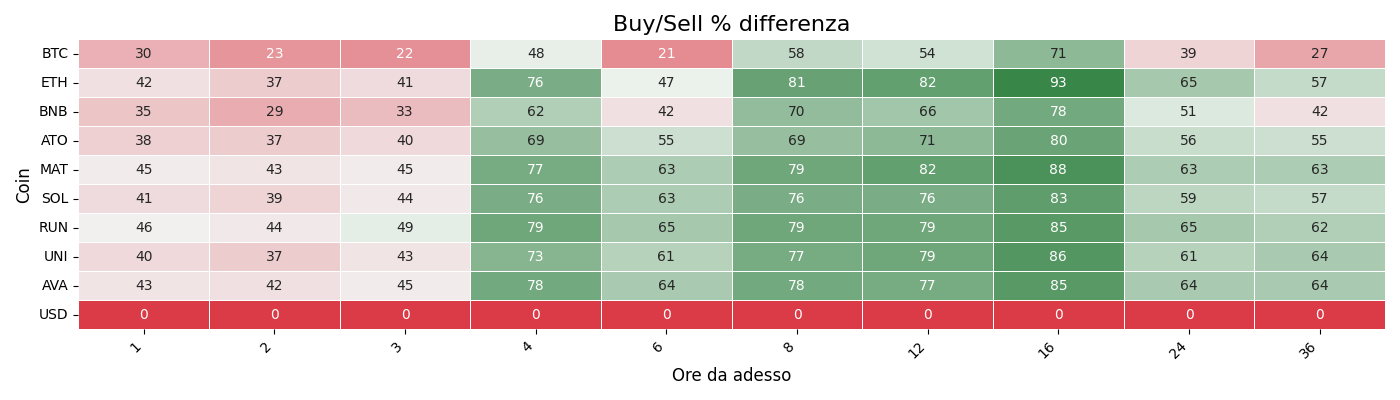 Buy/Sell % differenza
Coin
BTC 30 23 22 48 21 58 54 71 39 27
ETH 42 37 41 76 47 81 82 93 65 57
BNB 35 29 33 62 42 70 66 78 51 42
ATO 38 37 40 69 55 69 71 80 56 55
MAT 45 43 45 77 63 79 82 88 63 63
SOL 41 39 44 76 63 76 76 83 59 57
RUN 46 44 49 79 65 79 79 85 65 62
UNI 40 37 43 73 61 77 79 86 61 64
AVA 43 42 45 78 64 78 77 85 64 64
USD 0 0 0 0 0 0 0 0 0 0
1 2 3 4 6 8 12 16 24 36
Ore da adesso